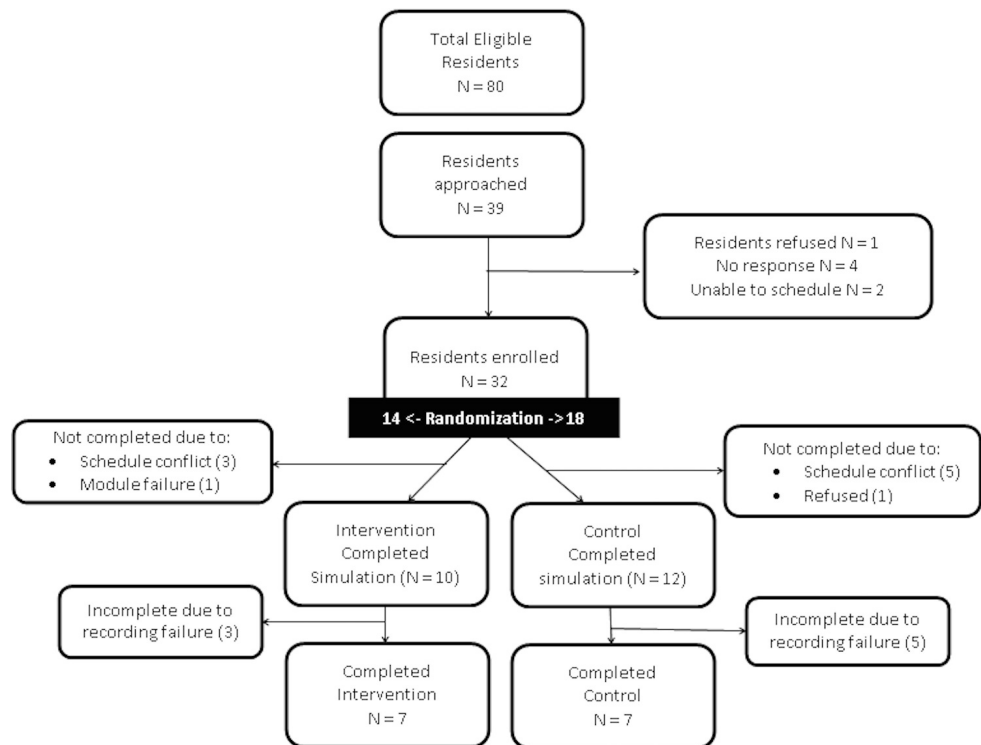 Total Eligible
Residents
N = 80
Residents
approached
N = 39
Residents refused N = 1
No response N = 4
Unable to schedule N = 2
Residents enrolled
N = 32
14 <- Randomization ->18
Not completed due to:
• Schedule conflict (3)
• Module failure (1)
Not completed due to:
• Schedule conflict (5)
• Refused (1)
Intervention
Completed
Simulation (N = 10)
Control
Completed
simulation (N = 12)
Incomplete due to
recording failure (3)
Incomplete due to
recording failure (5)
Completed
Intervention
N = 7
Completed
Control
N = 7